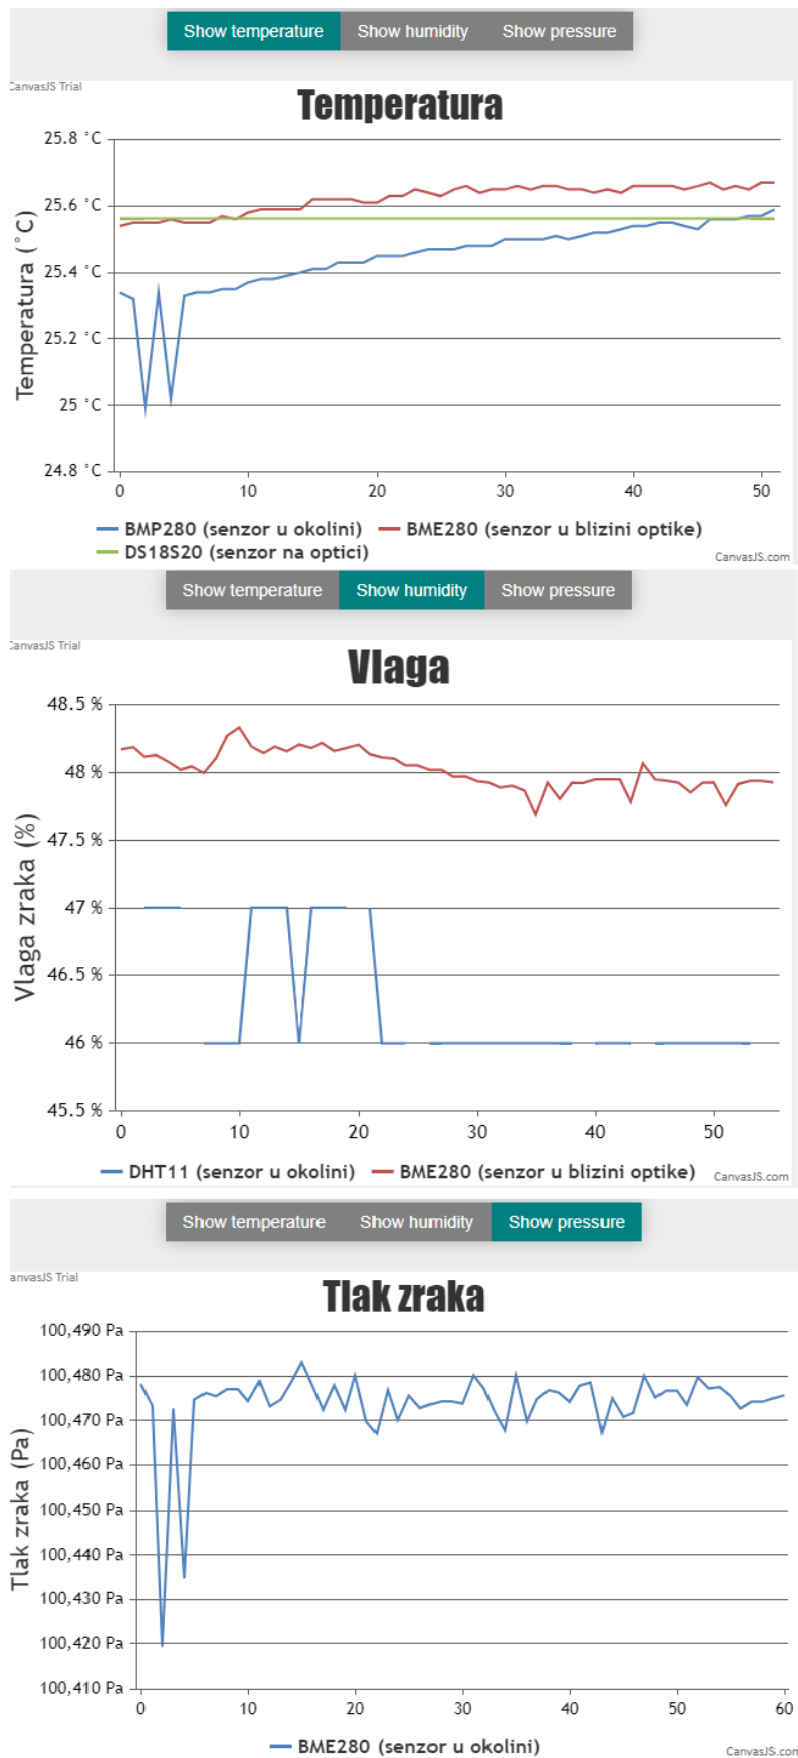 Show temperature Show humidity Show pressure
CanvasJS Trial
Temperatura
Temperatura (˚C)
25.8 ˚C
25.6 ˚C
25.4 ˚C
25.2 ˚C
25 ˚C
24.8 ˚C
0 10 20 30 40 50
BMP280 (senzor u okolini) BME280 (senzor u blizini optike)
DS18S20 (senzor na optici)
CanvasJS.com
Show temperature Show humidity Show pressure
CanvasJS Trial
Vlaga
Vlaga zraka (%)
48.5 %
48 %
47.5 %
47 %
46.5 %
46 %
45.5 %
0 10 20 30 40 50
DHT11 (senzor u okolini) BME280 (senzor u blizini optike)
CanvasJS.com
Show temperature Show humidity Show pressure
anvasJS Trial
Tlak zraka
Tlak zraka (Pa)
100,490 Pa
100,480 Pa
100,470 Pa
100,460 Pa
100,450 Pa
100,440 Pa
100,430 Pa
100,420 Pa
100,410 Pa
0 10 20 30 40 50 60
BME280 (senzor u okolini)
CanvasJS.com